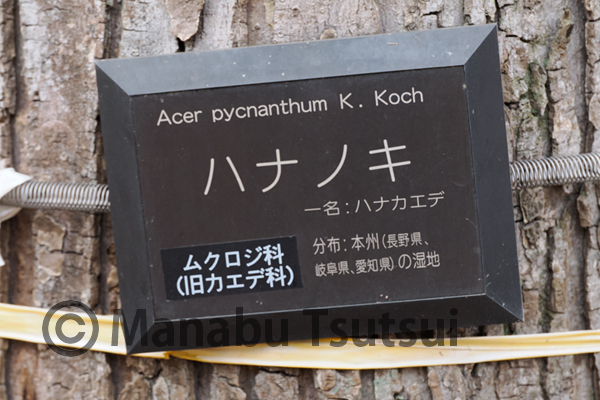 Acer pycnanthum K. Koch
ハナノキ
一名:ハナカエデ
ムクロジ科
(旧カエデ科)
分布:本州(長野県、
岐阜県、愛知県)の湿地
© Manabu Tsutsui